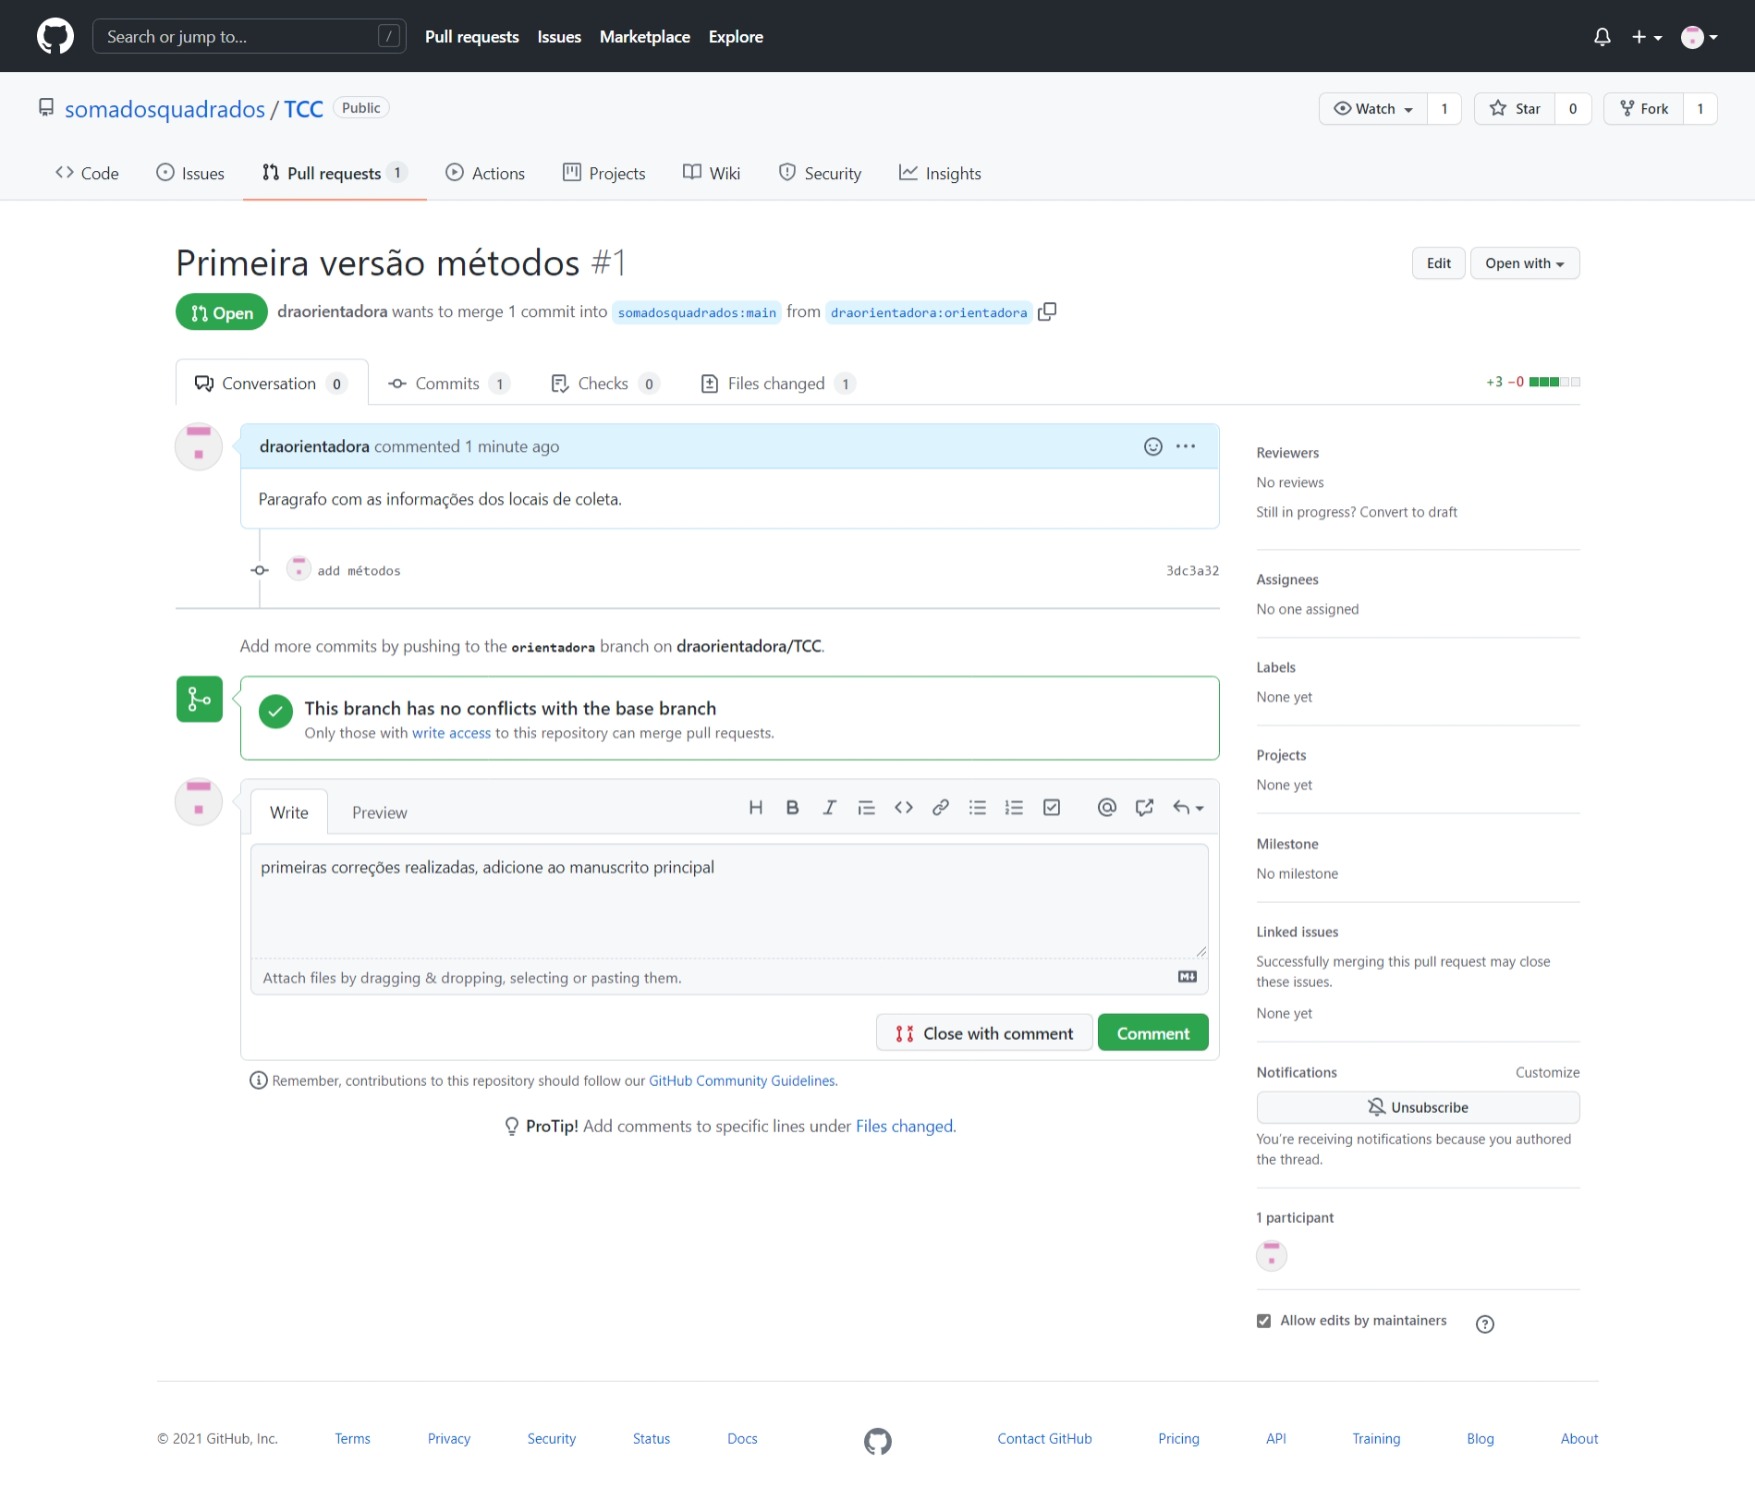 Search or jump to... /
Pull requests Issues Marketplace Explore
somadosquadrados / TCC Public
Watch 1 Star 0 Fork 1
Code Issues Pull requests 1 Actions Projects Wiki Security Insights
Primeira versão métodos #1
Edit Open with
Open draorientadora wants to merge 1 commit into somadosquadrados:main from draorientadora:orientadora
Conversation 0 Commits 1 Checks 0 Files changed 1
+3 −0
draorientadora commented 1 minute ago
Paragrafo com as informações dos locais de coleta.
add métodos 3dc3a32
Add more commits by pushing to the orientadora branch on draorientadora/TCC.
This branch has no conflicts with the base branch
Only those with write access to this repository can merge pull requests.
Write Preview
primeiras correções realizadas, adicione ao manuscrito principal
Attach files by dragging & dropping, selecting or pasting them.
Close with comment Comment
Remember, contributions to this repository should follow our GitHub Community Guidelines.
ProTip! Add comments to specific lines under Files changed.
Reviewers
No reviews
Still in progress? Convert to draft
Assignees
No one assigned
Labels
None yet
Projects
None yet
Milestone
No milestone
Linked issues
Successfully merging this pull request may close
these issues.
None yet
Notifications Customize
Unsubscribe
You're receiving notifications because you authored
the thread.
1 participant
Allow edits by maintainers
© 2021 GitHub, Inc. Terms Privacy Security Status Docs Contact GitHub Pricing API Training Blog About